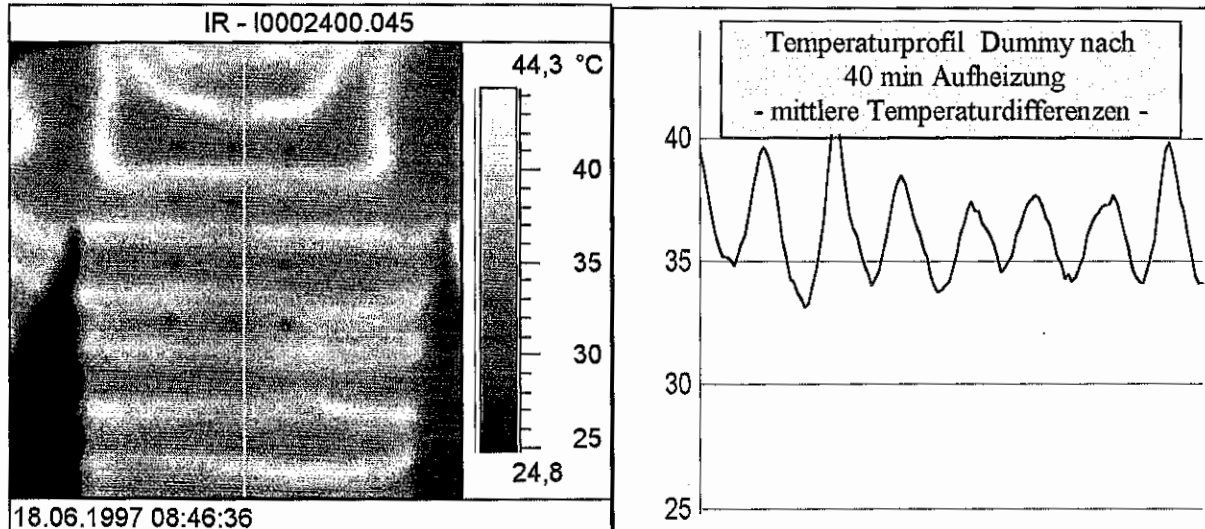 IR - I0002400.045
44,3 °C
40
35
30
25
24,8
18.06.1997 08:46:36
Temperaturprofil Dummy nach
40 min Aufheizung
- mittlere Temperaturdifferenzen -
40
35
30
25